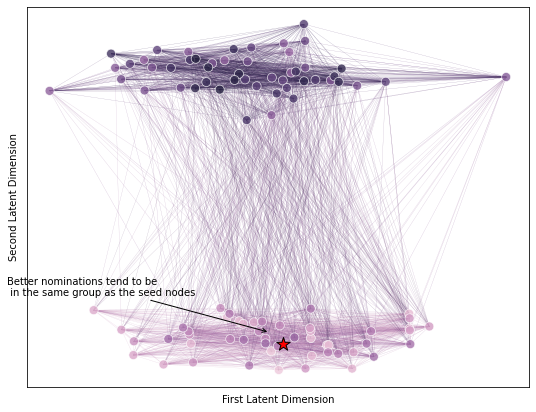 Second Latent Dimension
Better nominations tend to be
in the same group as the seed nodes
First Latent Dimension